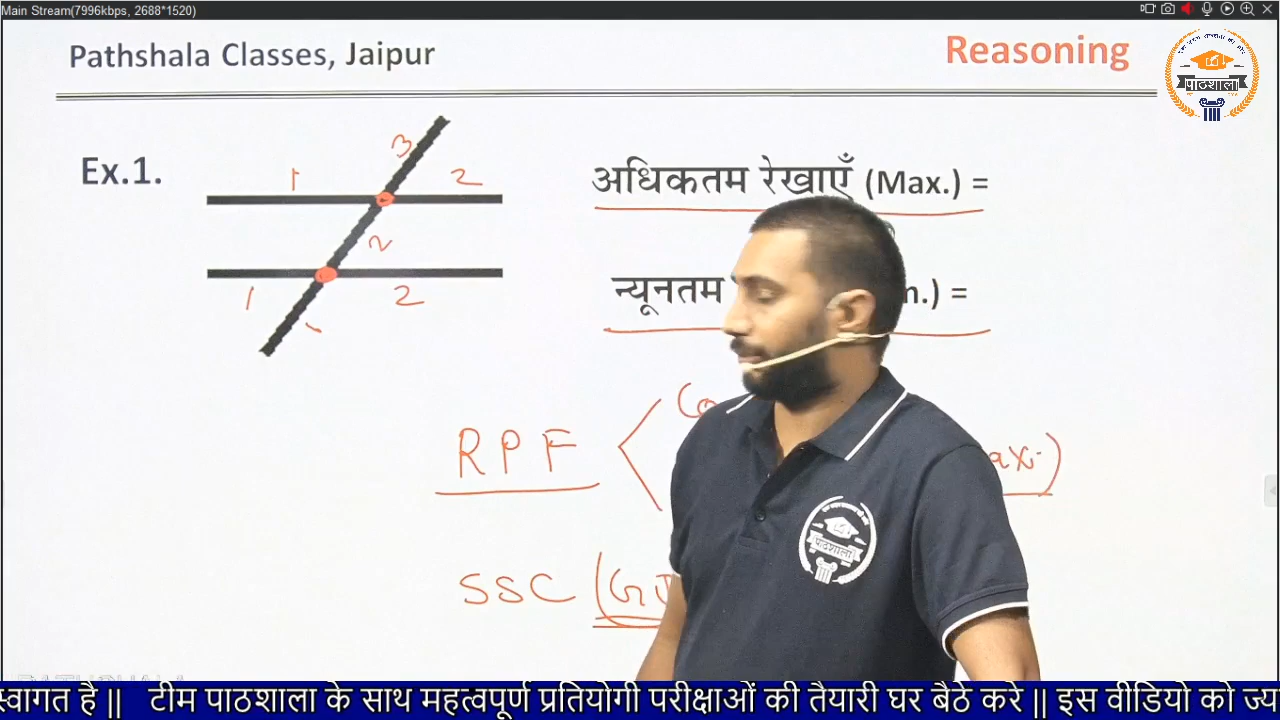 Main Stream(7996kbps, 2688*1520)
Pathshala Classes, Jaipur
Reasoning
पाठशाला
Ex.1.
3
1
2
2
1
2
अधिकतम रेखाएँ (Max.) =
न्यूनतम
.) =
RPF
SSC
पाठशाला
स्वागत है || टीम पाठशाला के साथ महत्वपूर्ण प्रतियोगी परीक्षाओं की तैयारी घर बैठे करे || इस वीडियो को ज्य